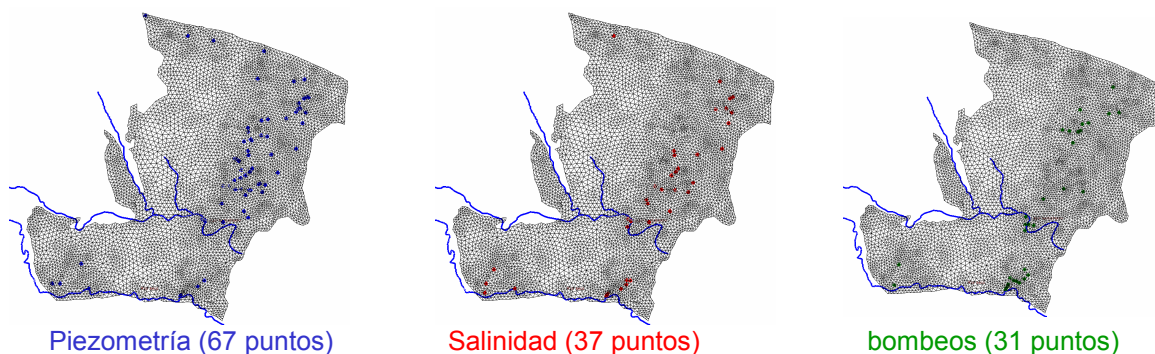 Piezometría (67 puntos)
Salinidad (37 puntos)
bombeos (31 puntos)